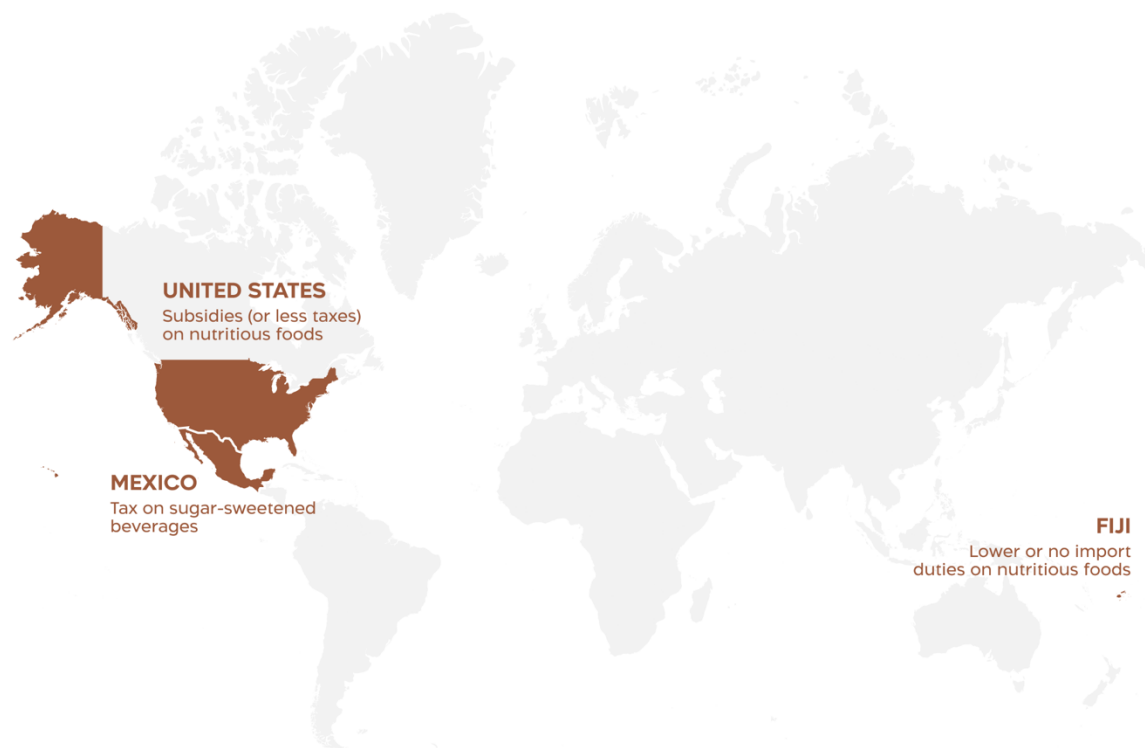 UNITED STATES
Subsidies (or less taxes)
on nutritious foods
MEXICO
Tax on sugar-sweetened
beverages
FIJI
Lower or no import
duties on nutritious foods